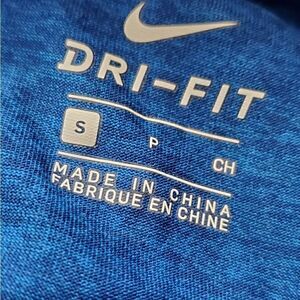 DRI-FIT
S P CH
MADE IN CHINA
FABRIQUE EN CHINE